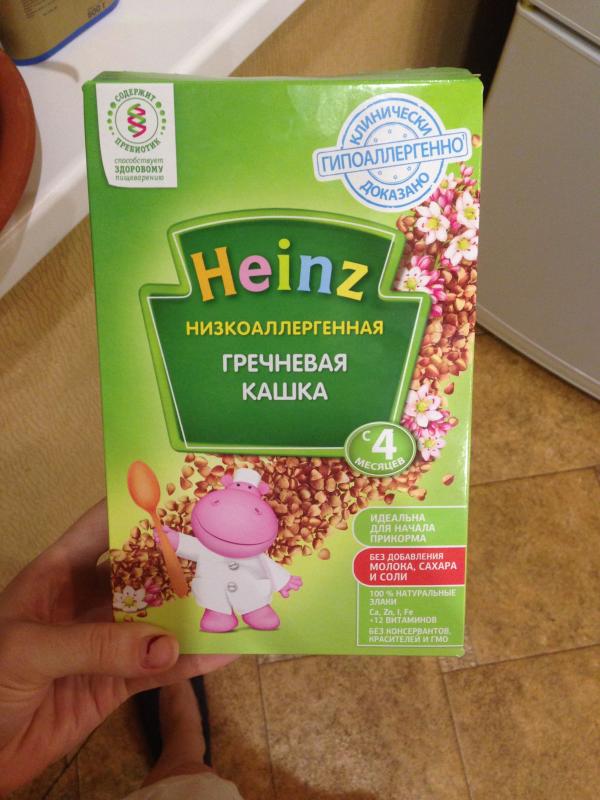 800 г
СОДЕРЖИТ
ПРЕБИОТИК
способствует
ЗДОРОВОМУ
пищеварению
КЛИНИЧЕСКИ
ГИПОАЛЛЕРГЕННО
ДОКАЗАНО
Heinz
НИЗКОАЛЛЕРГЕННАЯ
ГРЕЧНЕВАЯ
КАШКА
с 4
МЕСЯЦЕВ
ИДЕАЛЬНА
ДЛЯ НАЧАЛА
ПРИКОРМА
БЕЗ ДОБАВЛЕНИЯ
МОЛОКА, САХАРА
И СОЛИ
100 % НАТУРАЛЬНЫЕ
ЗЛАКИ
Ca, Zn, I, Fe
+12 ВИТАМИНОВ
БЕЗ КОНСЕРВАНТОВ,
КРАСИТЕЛЕЙ И ГМО